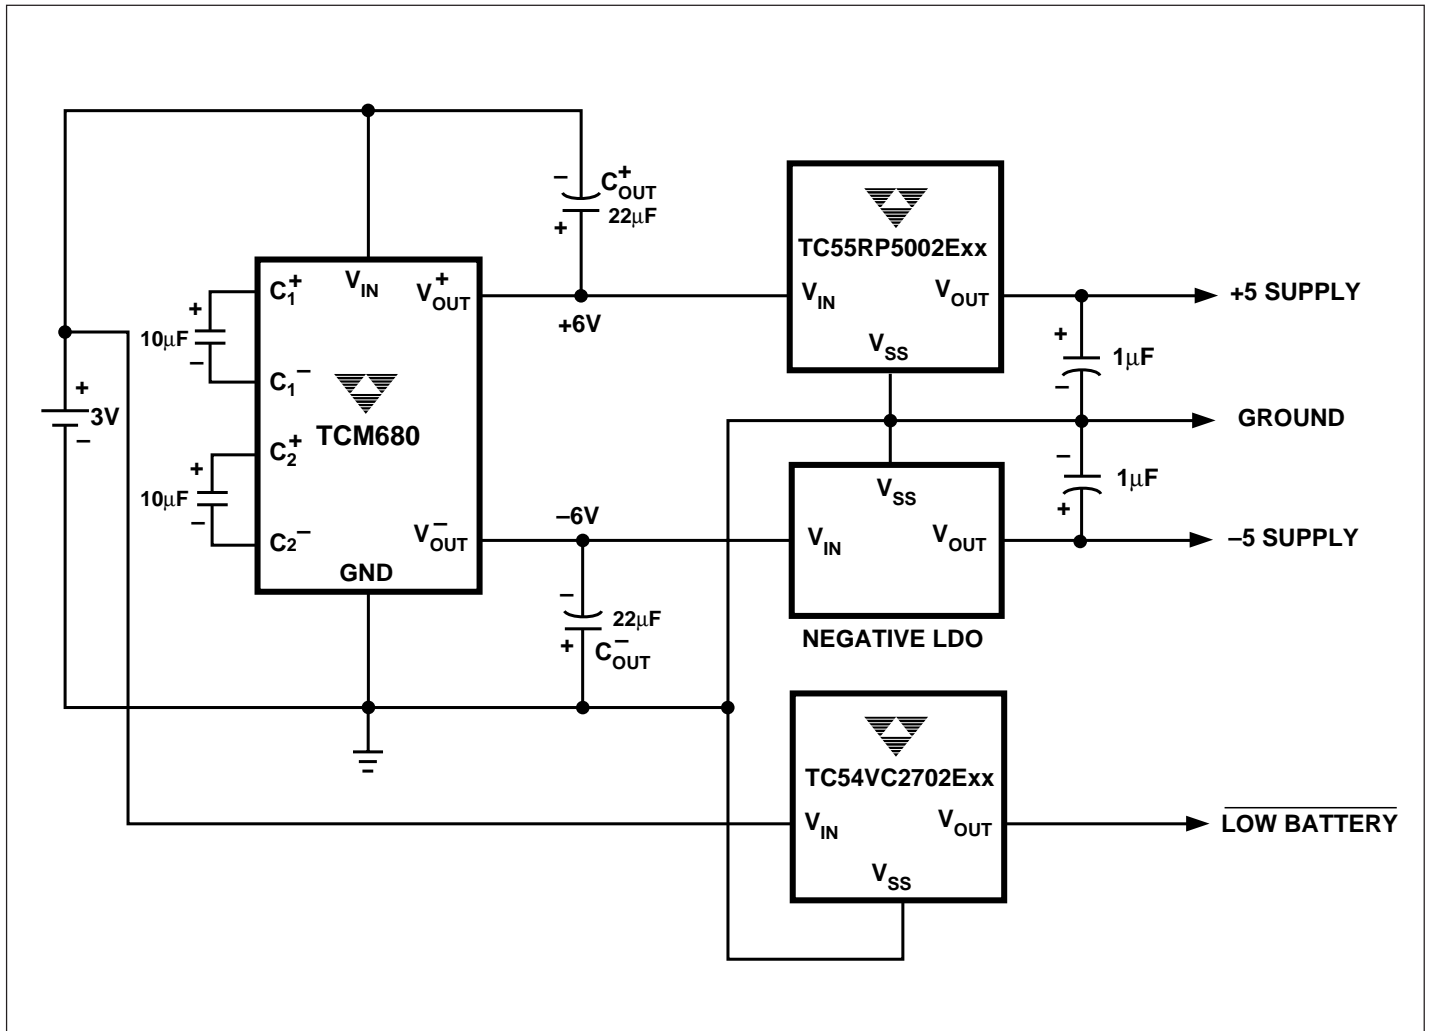 – C⁺OUT
22µF
+
TC55RP5002Exx
VIN VOUT
VSS
+5 SUPPLY
+
1µF
–
C1⁺ VIN V⁺OUT
+
10µF
–
C1⁻
+6V
TCM680
+
3V
–
C2⁺
+
10µF
–
C2⁻
V⁻OUT
GND
–6V
–
22µF
+
C⁻OUT
GROUND
VSS
VIN VOUT
–
1µF
+
–5 SUPPLY
NEGATIVE LDO
TC54VC2702Exx
VIN VOUT
VSS
LOW BATTERY